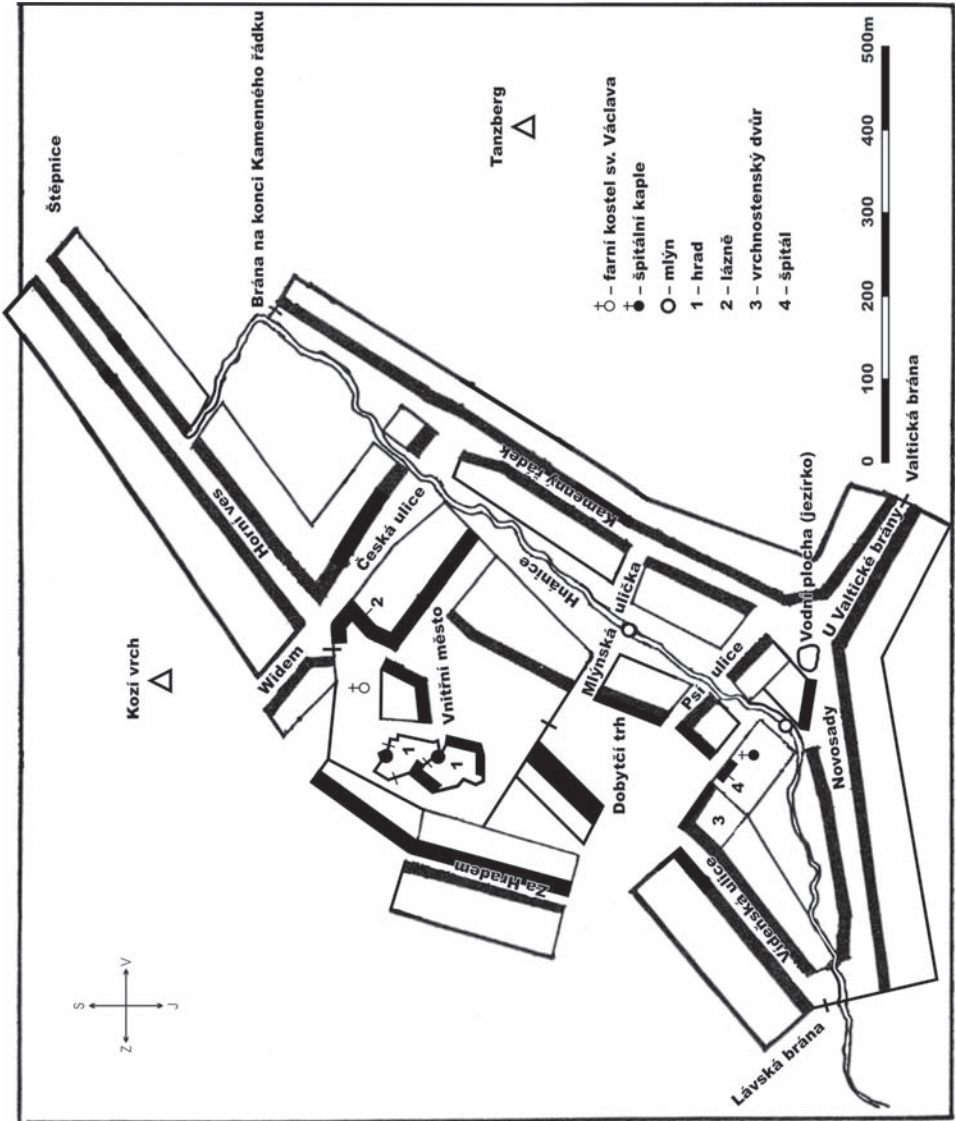 Štěpnice
Brána na konci Kamenného řádku
Kozí vrch
Tanzberg
Horní ves
Česká ulice
Widem
2
Vnitřní město
1
1
Kamenný řádek
Hnánice
Mlýnská ulička
Za Hradem
Dobytčí trh
Psí ulice
4
3
Vídeňská ulice
Novosady
Vodní plocha (jezírko)
U Valtické brány
Valtická brána
Lávská brána
S
Z
V
J
– farní kostel sv. Václava
– špitální kaple
– mlýn
1 – hrad
2 – lázně
3 – vrchnostenský dvůr
4 – špitál
0
100
200
300
400
500m